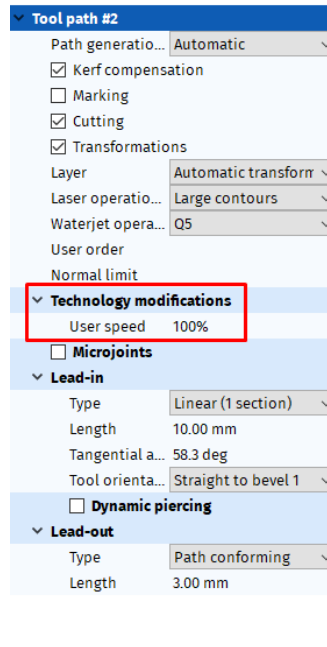 Tool path #2
Path generatio... Automatic
Kerf compensation
Marking
Cutting
Transformations
Layer Automatic transform
Laser operatio... Large contours
Waterjet opera... Q5
User order
Normal limit
Technology modifications
User speed 100%
Microjoints
Lead-in
Type Linear (1 section)
Length 10.00 mm
Tangential a... 58.3 deg
Tool orienta... Straight to bevel 1
Dynamic piercing
Lead-out
Type Path conforming
Length 3.00 mm